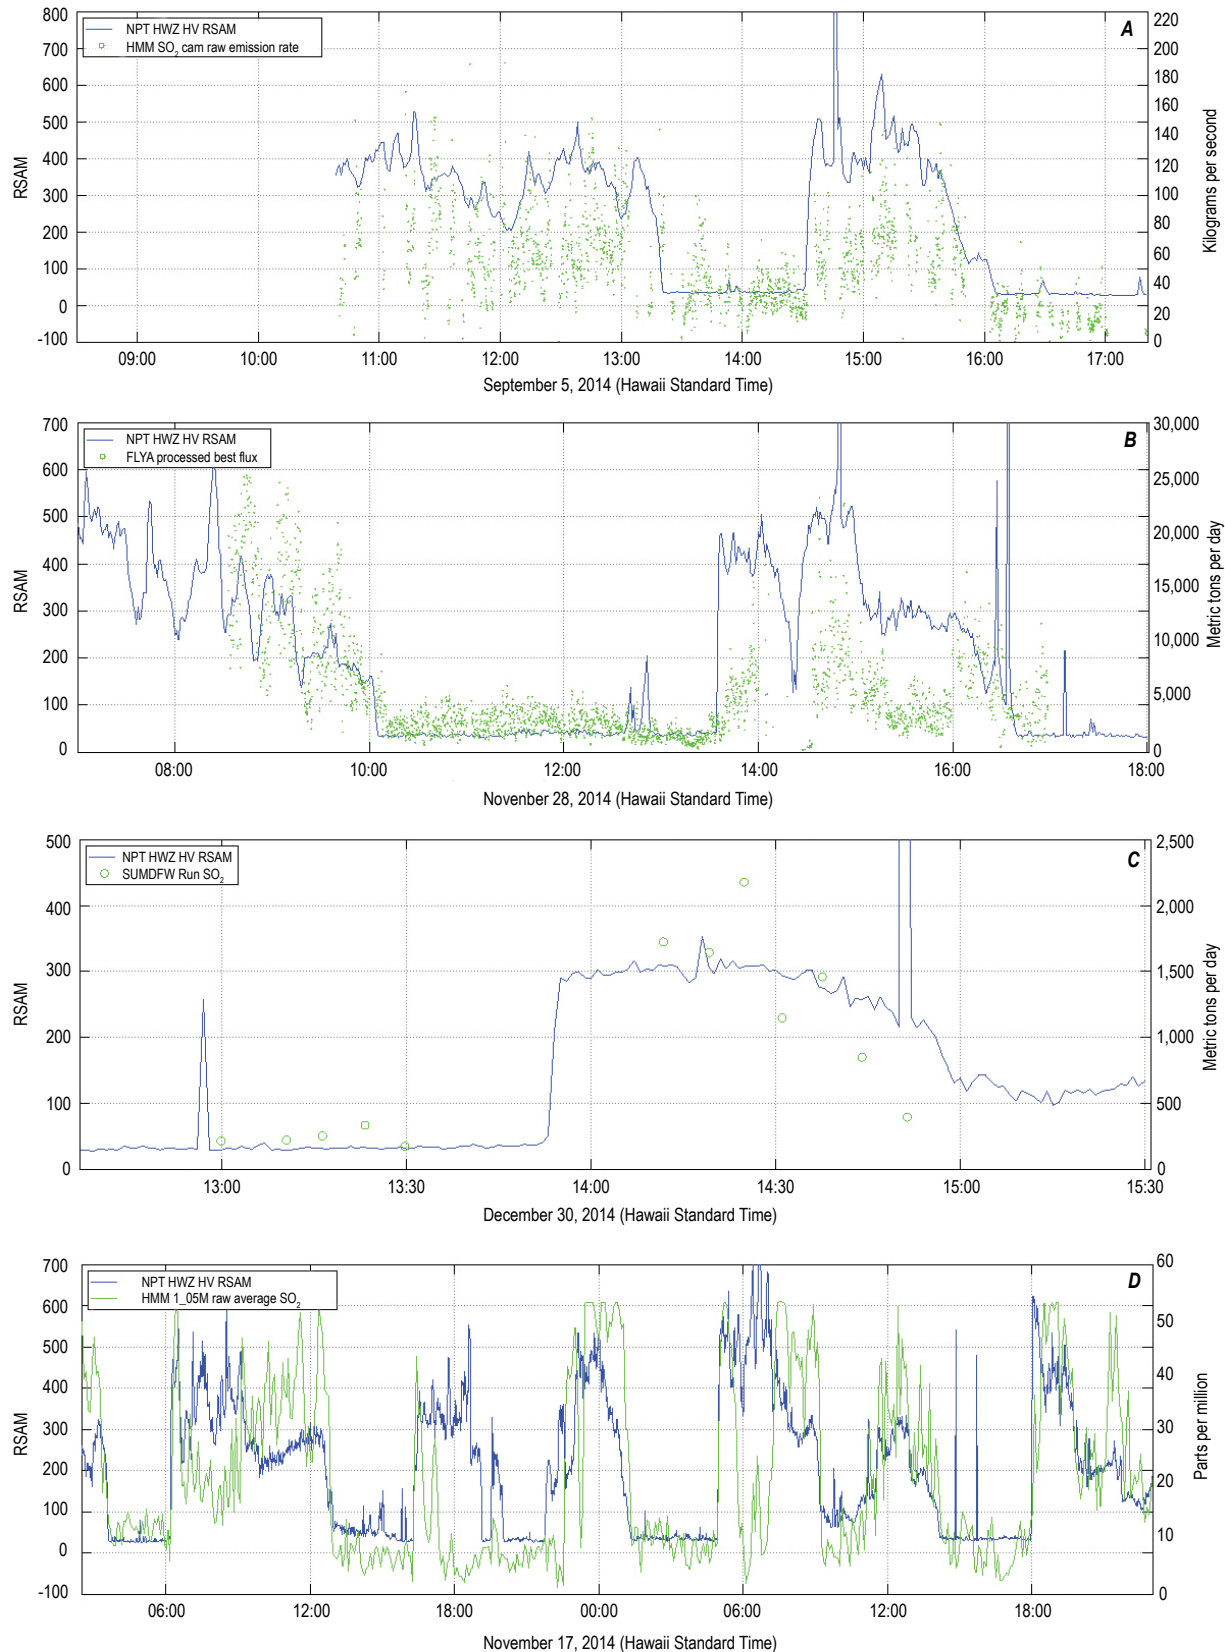 A
NPT HWZ HV RSAM
HMM SO2 cam raw emission rate
800
700
600
500
400
300
200
100
0
-100
RSAM
220
200
180
160
140
120
100
80
60
40
20
0
Kilograms per second
09:00 10:00 11:00 12:00 13:00 14:00 15:00 16:00 17:00
September 5, 2014 (Hawaii Standard Time)
B
NPT HWZ HV RSAM
FLYA processed best flux
700
600
500
400
300
200
100
0
RSAM
30,000
25,000
20,000
15,000
10,000
5,000
0
Metric tons per day
08:00 10:00 12:00 14:00 16:00 18:00
Novenber 28, 2014 (Hawaii Standard Time)
C
NPT HWZ HV RSAM
SUMDFW Run SO2
500
400
300
200
100
0
RSAM
2,500
2,000
1,500
1,000
500
0
Metric tons per day
13:00 13:30 14:00 14:30 15:00 15:30
December 30, 2014 (Hawaii Standard Time)
D
NPT HWZ HV RSAM
HMM 1_05M raw average SO2
700
600
500
400
300
200
100
0
-100
RSAM
60
50
40
30
20
10
0
Parts per million
06:00 12:00 18:00 00:00 06:00 12:00 18:00
November 17, 2014 (Hawaii Standard Time)